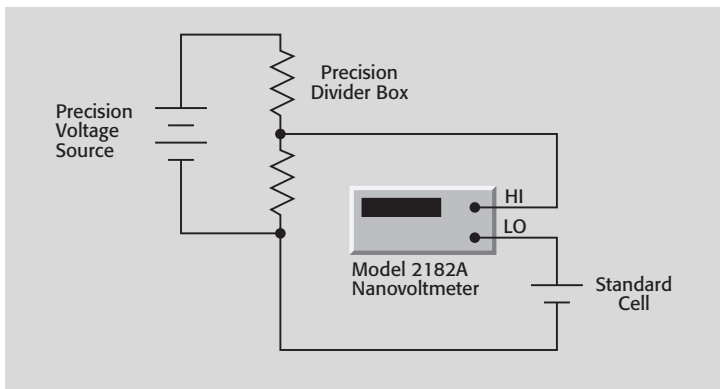 Precision
Divider Box
Precision
Voltage
Source
HI
LO
Model 2182A
Nanovoltmeter
Standard
Cell